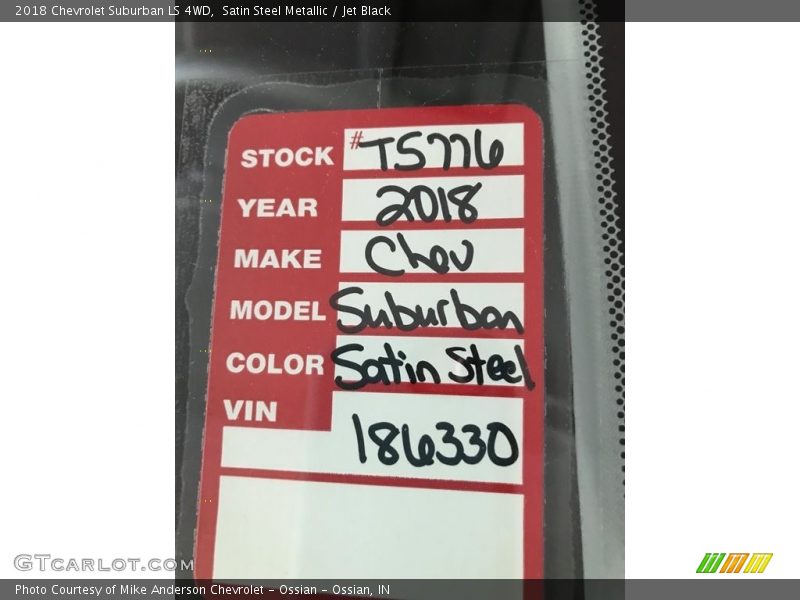 2018 Chevrolet Suburban LS 4WD,  Satin Steel Metallic / Jet Black
STOCK #T5776
YEAR 2018
MAKE Chev
MODEL Suburban
COLOR Satin Steel
VIN
186330
GTCARLOT.COM
Photo Courtesy of Mike Anderson Chevrolet - Ossian - Ossian, IN